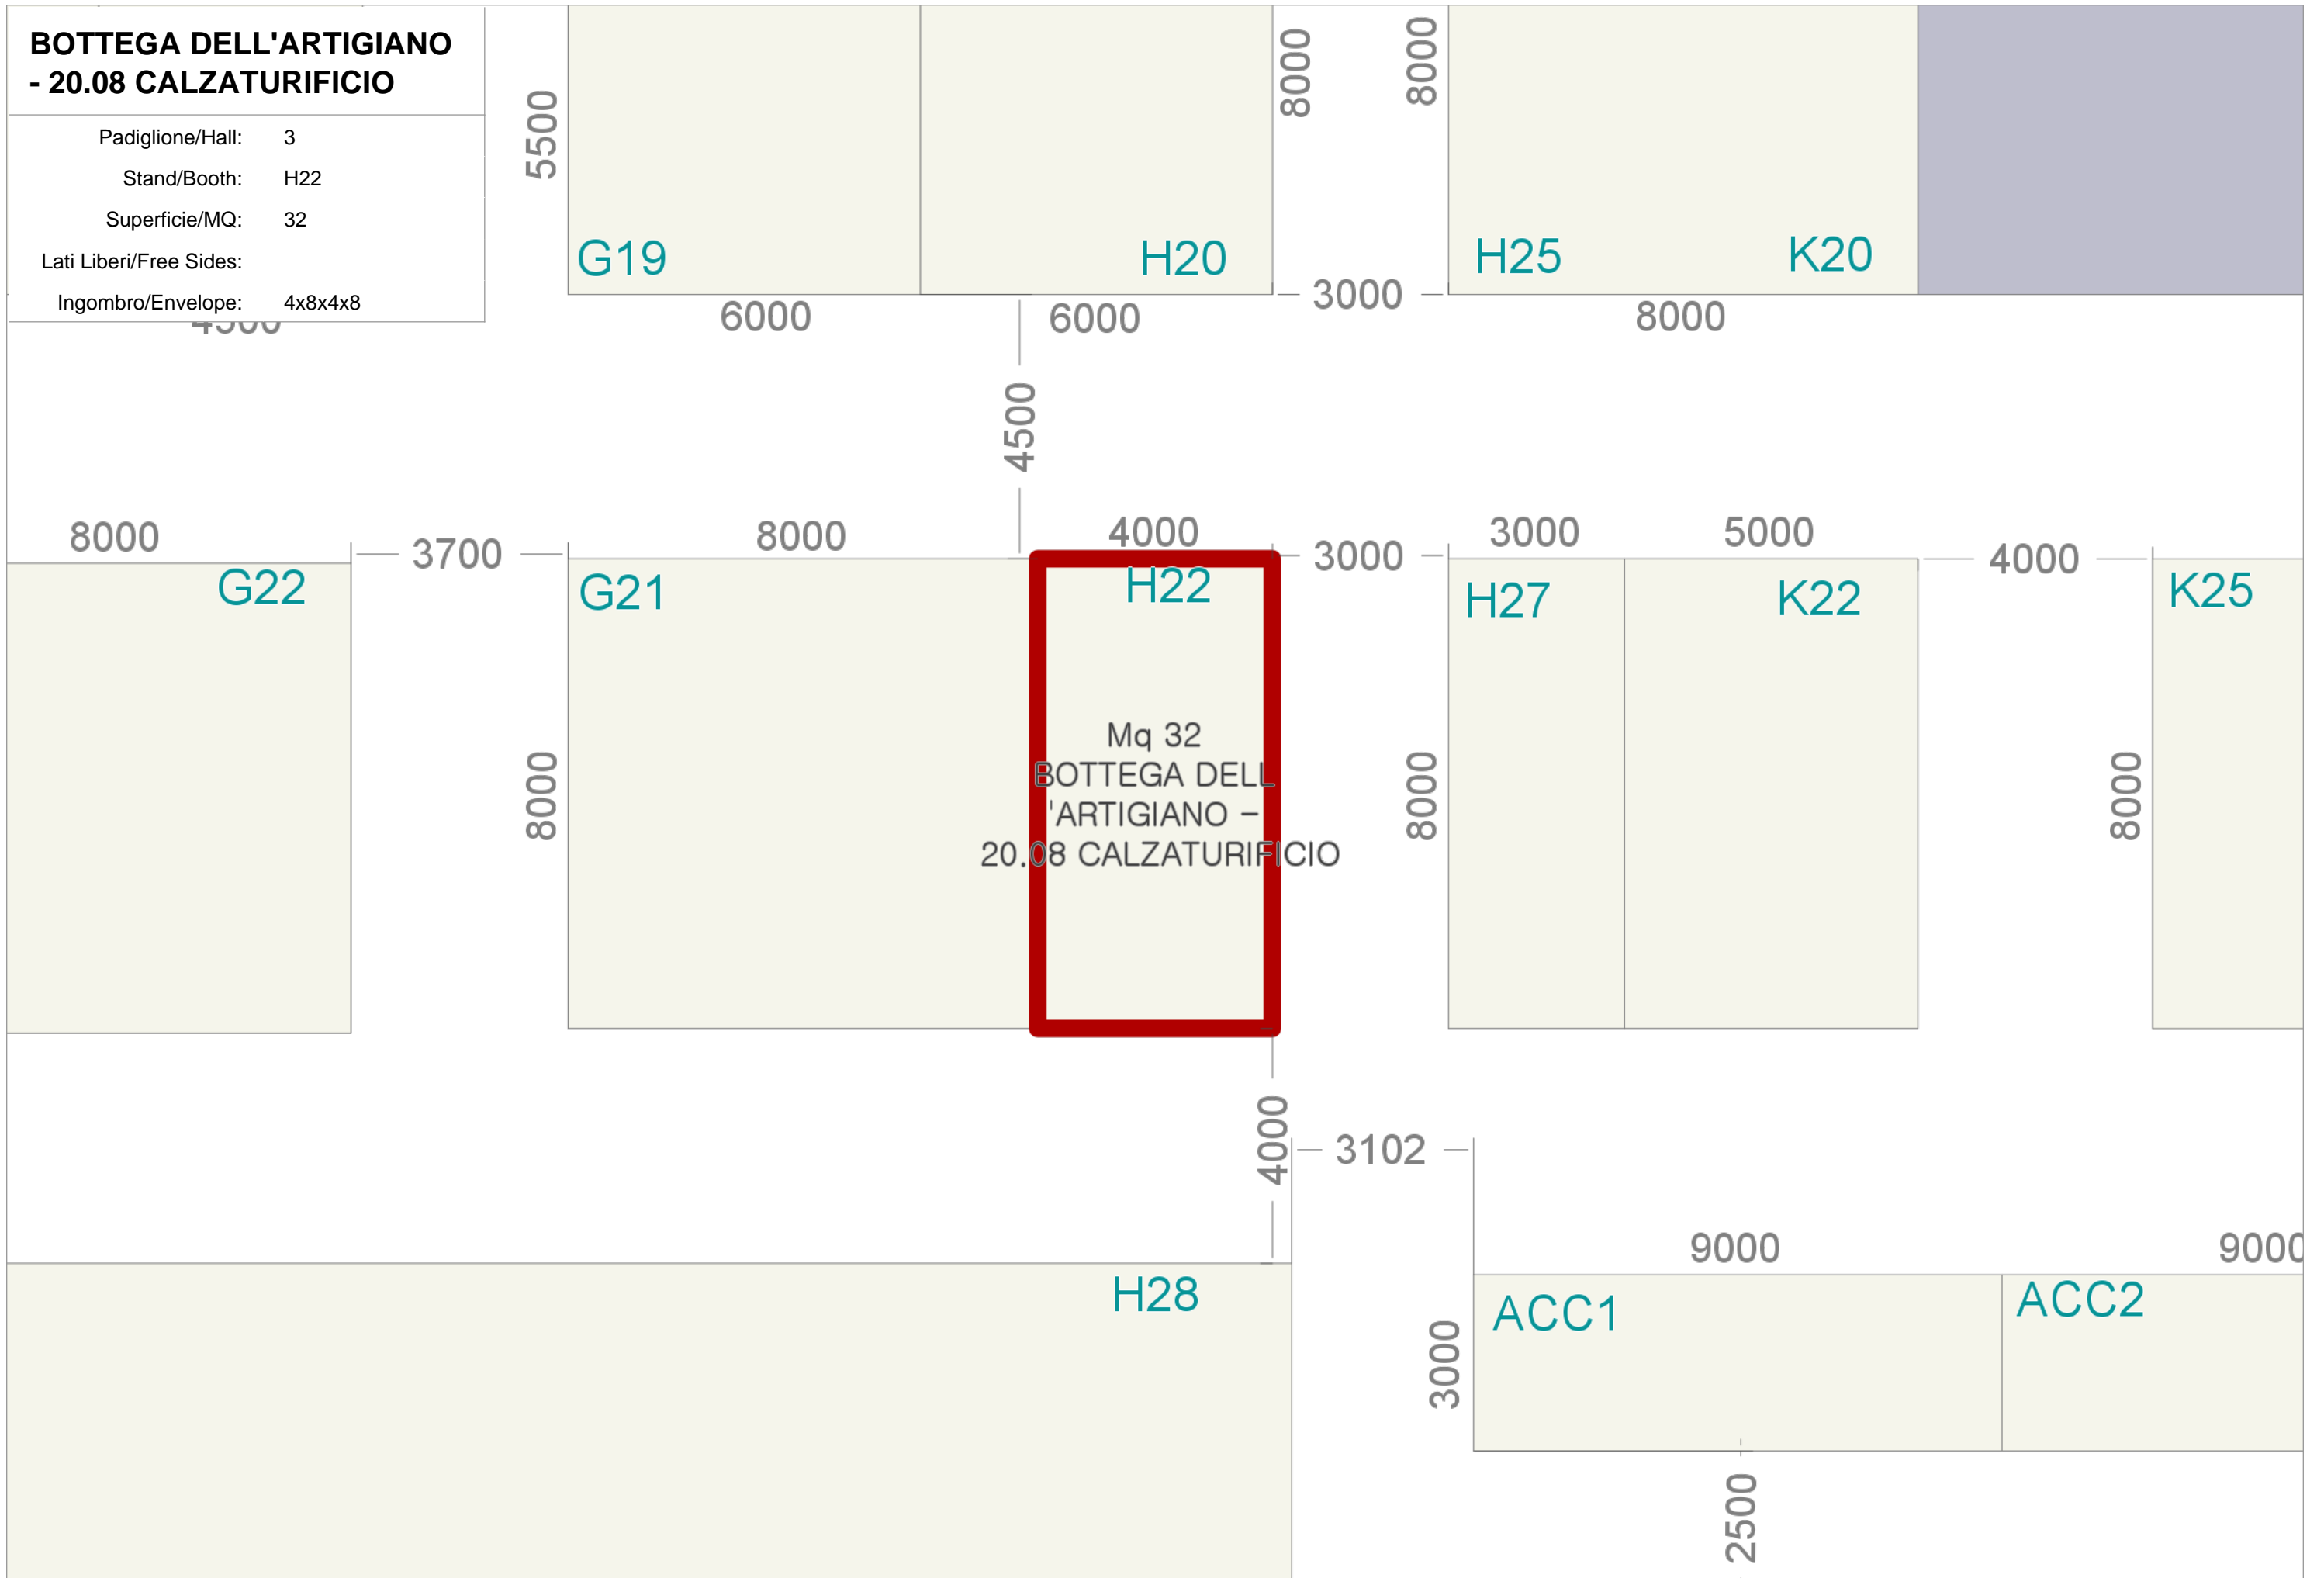 BOTTEGA DELL'ARTIGIANO
- 20.08 CALZATURIFICIO
Padiglione/Hall: 3
Stand/Booth: H22
Superficie/MQ: 32
Lati Liberi/Free Sides:
Ingombro/Envelope: 4x8x4x8
5500
8000
8000
G19
H20
H25
K20
3000
6000
6000
8000
4500
8000
3700
8000
4000
3000
3000
5000
4000
G22
G21
H22
H27
K22
K25
Mq 32
BOTTEGA DELL
'ARTIGIANO –
20.08 CALZATURIFICIO
8000
8000
8000
4000
3102
9000
9000
H28
ACC1
ACC2
3000
2500